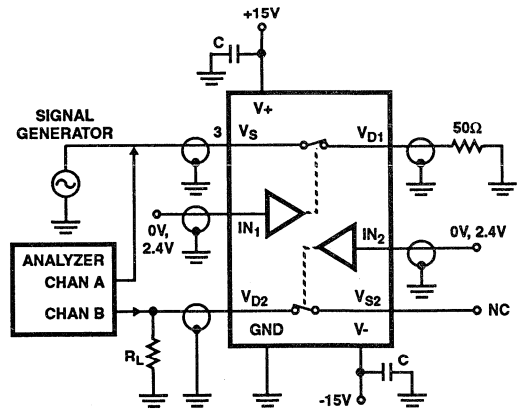 +15V
C
V+
SIGNAL
GENERATOR
3
VS
VD1
50Ω
0V,
2.4V
IN1
IN2
0V, 2.4V
ANALYZER
CHAN A
CHAN B
VD2
VS2
NC
RL
GND
V-
C
-15V